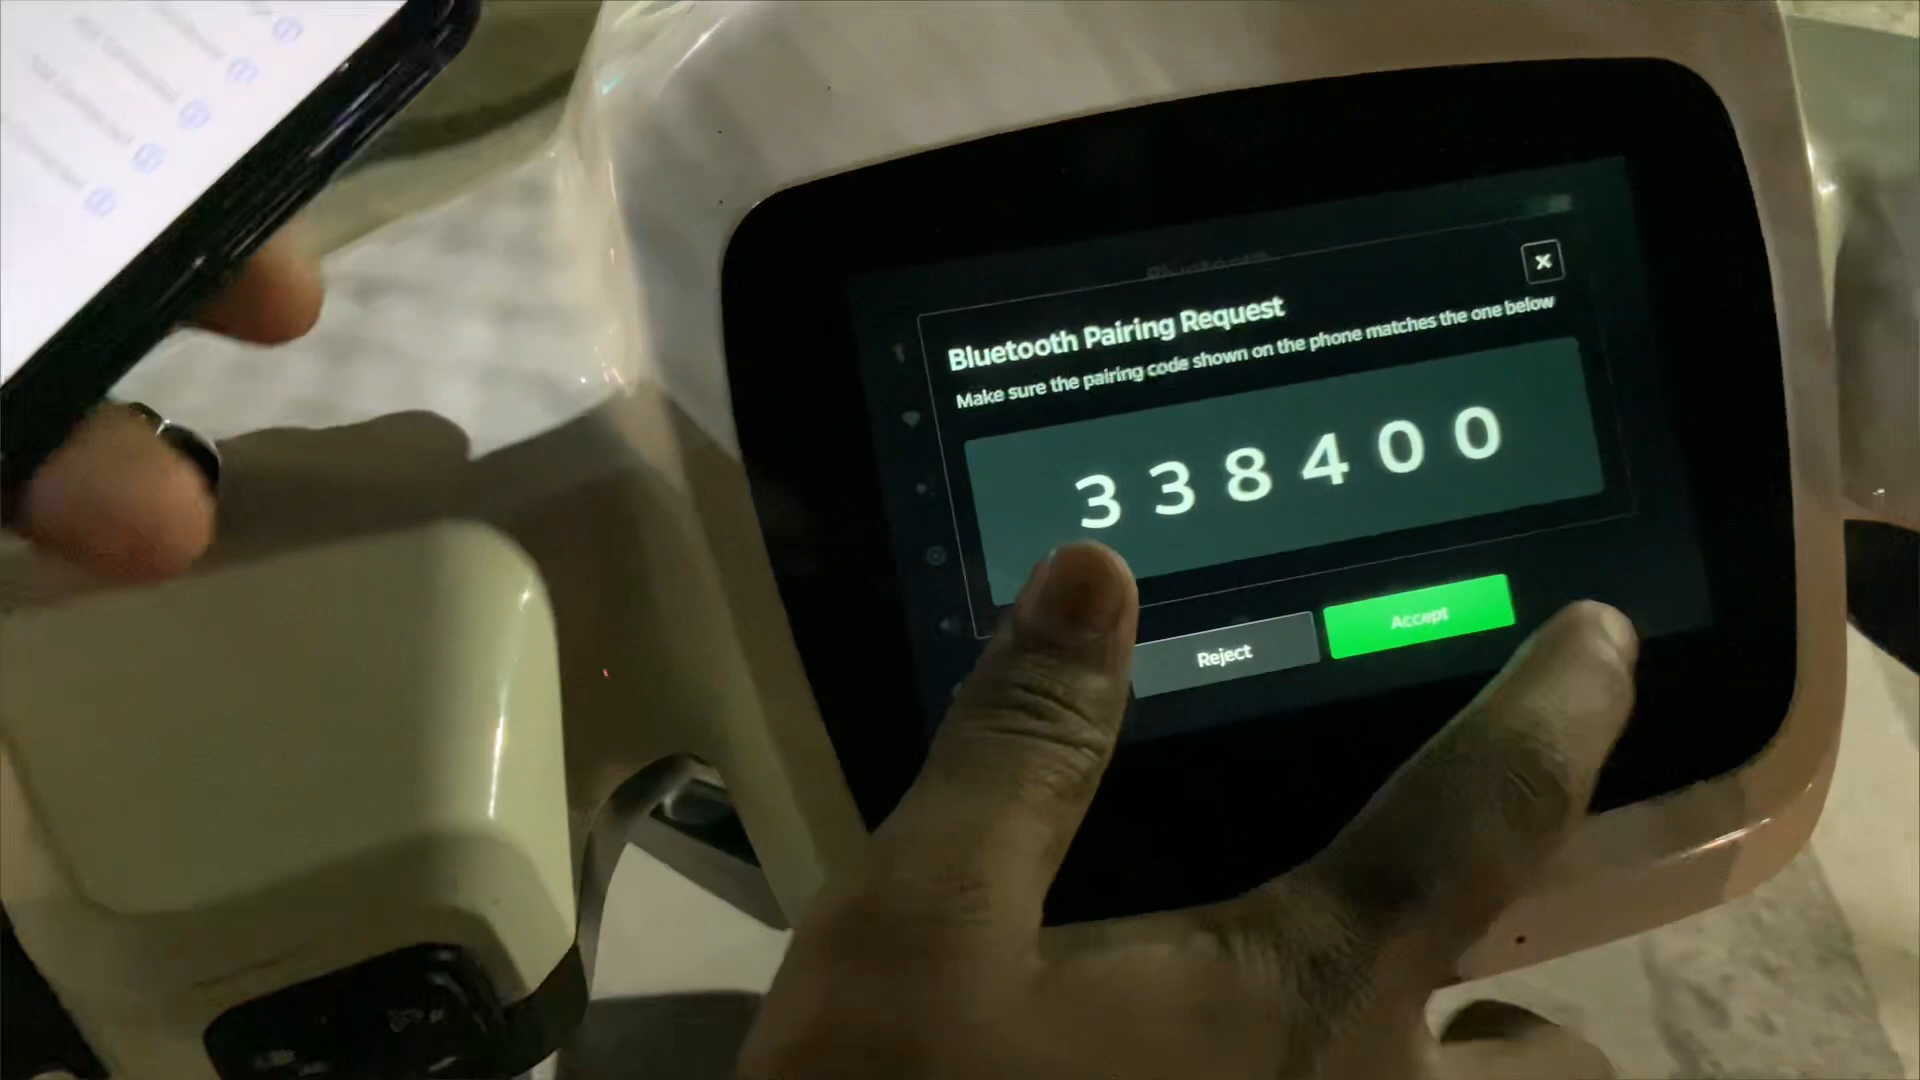 Bluetooth
Bluetooth Pairing Request
Make sure the pairing code shown on the phone matches the one below
3 3 8 4 0 0
Reject
Accept